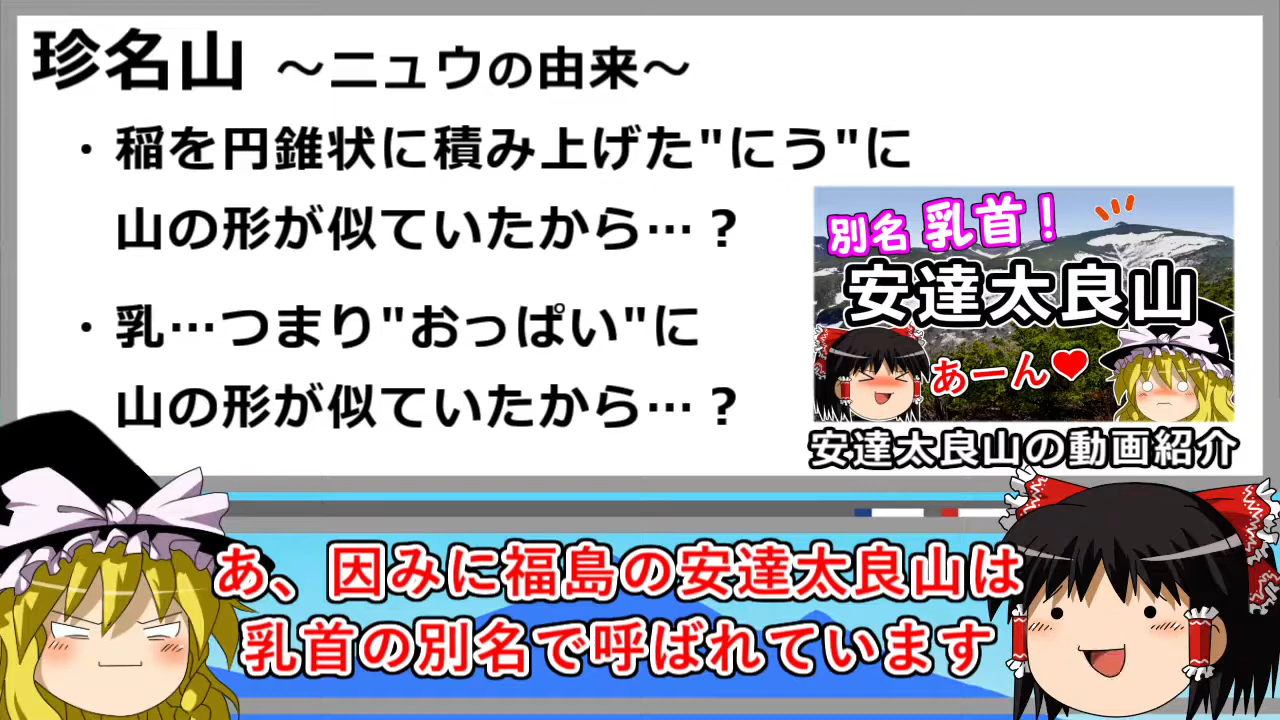 珍名山 ～ニュウの由来～
・稲を円錐状に積み上げた"にう"に
山の形が似ていたから…？
・乳…つまり"おっぱい"に
山の形が似ていたから…？
別名 乳首！
安達太良山
あーん♥
安達太良山の動画紹介
あ、因みに福島の安達太良山は
乳首の別名で呼ばれています